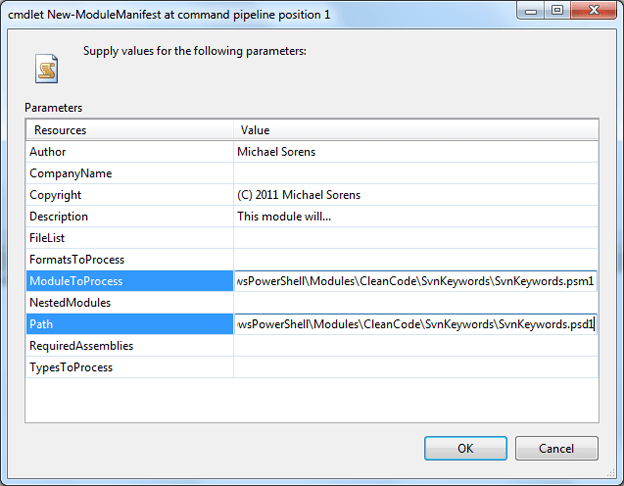 cmdlet New-ModuleManifest at command pipeline position 1
Supply values for the following parameters:
Parameters
Resources Value
Author Michael Sorens
CompanyName
Copyright (C) 2011 Michael Sorens
Description This module will...
FileList
FormatsToProcess
ModuleToProcess wsPowerShell\Modules\CleanCode\SvnKeywords\SvnKeywords.psm1
NestedModules
Path wsPowerShell\Modules\CleanCode\SvnKeywords\SvnKeywords.psd1
RequiredAssemblies
TypesToProcess
OK Cancel